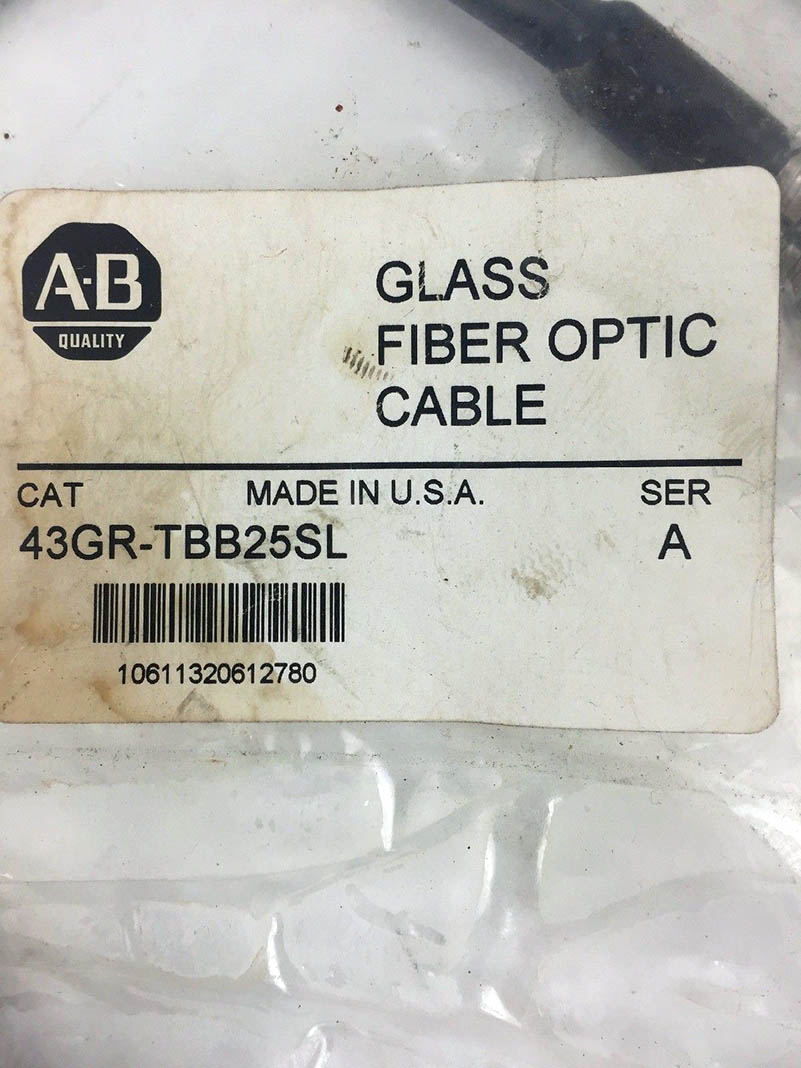 A-B
QUALITY
GLASS
FIBER OPTIC
CABLE
CAT MADE IN U.S.A. SER
43GR-TBB25SL A
10611320612780